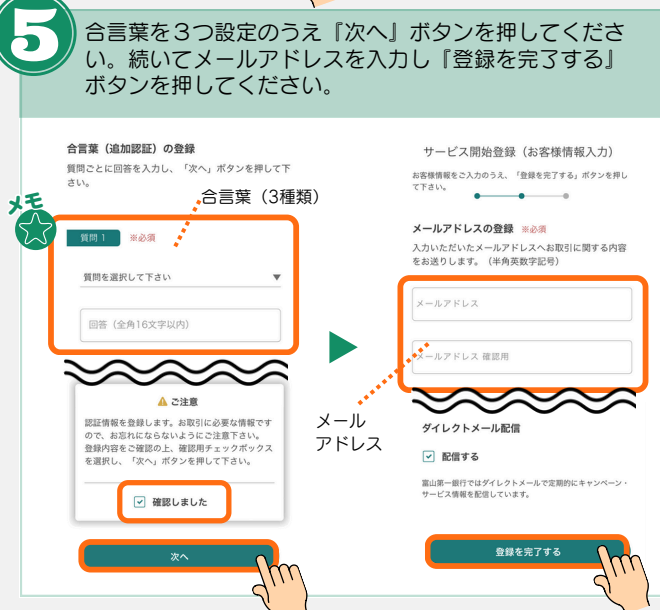 5
合言葉を3つ設定のうえ『次へ』ボタンを押してくださ
い。続いてメールアドレスを入力し『登録を完了する』
ボタンを押してください。
合言葉（追加認証）の登録
質問ごとに回答を入力し、「次へ」ボタンを押して下
さい。
合言葉（3種類）
メモ
質問 1 ※必須
質問を選択して下さい
回答（全角16文字以内）
ご注意
認証情報を登録します。お取引に必要な情報です
ので、お忘れにならないようにご注意下さい。
登録内容をご確認の上、確認用チェックボックス
を選択し、「次へ」ボタンを押して下さい。
確認しました
次へ
サービス開始登録（お客様情報入力）
お客様情報をご入力のうえ、「登録を完了する」ボタンを押し
て下さい。
メールアドレスの登録 ※必須
入力いただいたメールアドレスへお取引に関する内容
をお送りします。（半角英数字記号）
メールアドレス
メールアドレス 確認用
メール
アドレス
ダイレクトメール配信
配信する
富山第一銀行ではダイレクトメールで定期的にキャンペーン・
サービス情報を配信しています。
登録を完了する